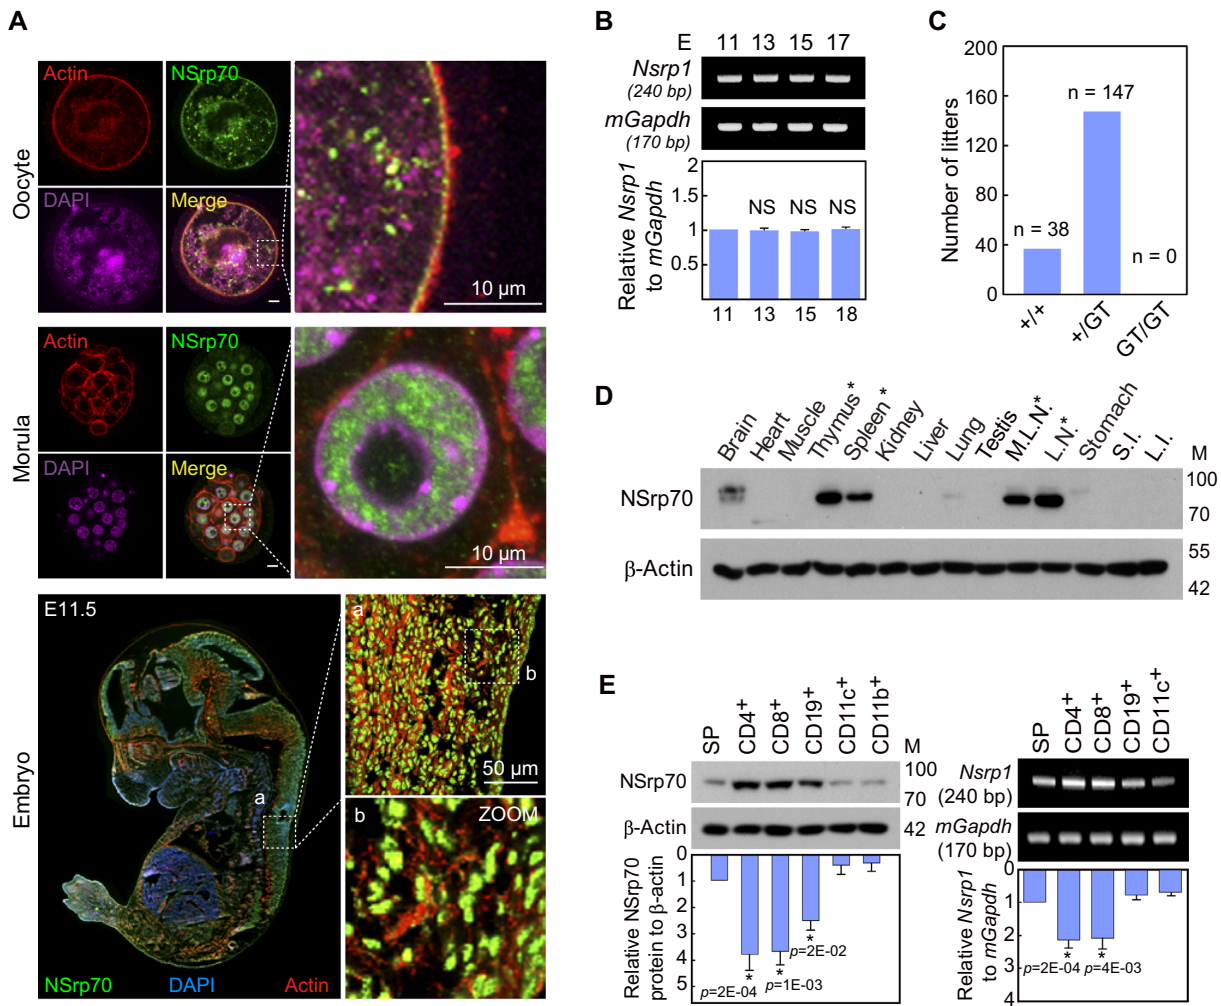 A
Oocyte
Actin
NSrp70
DAPI
Merge
10 μm
Morula
Actin
NSrp70
DAPI
Merge
10 μm
Embryo
E11.5
a
NSrp70
DAPI
Actin
a
b
50 μm
b
ZOOM
B
E 11 13 15 17
Nsrp1
(240 bp)
mGapdh
(170 bp)
Relative Nsrp1
to mGapdh
2
1
0.5
NS NS NS
11 13 15 18
C
Number of litters
200
160
120
80
40
0
n = 38
n = 147
n = 0
+/+
+/GT
GT/GT
D
Brain
Heart
Muscle
Thymus*
Spleen*
Kidney
Liver
Lung
Testis
M.L.N.*
L.N.*
Stomach
S.I.
L.I.
M
NSrp70
100
70
β-Actin
55
42
E
SP
CD4+
CD8+
CD19+
CD11c+
CD11b+
M
NSrp70
100
70
β-Actin
42
Relative NSrp70
protein to β-actin
0
1
2
3
4
5
*
*
*
p=2E-04
p=1E-03
p=2E-02
SP
CD4+
CD8+
CD19+
CD11c+
Nsrp1
(240 bp)
mGapdh
(170 bp)
Relative Nsrp1
to mGapdh
0
1
2
3
4
*
*
p=2E-04
p=4E-03